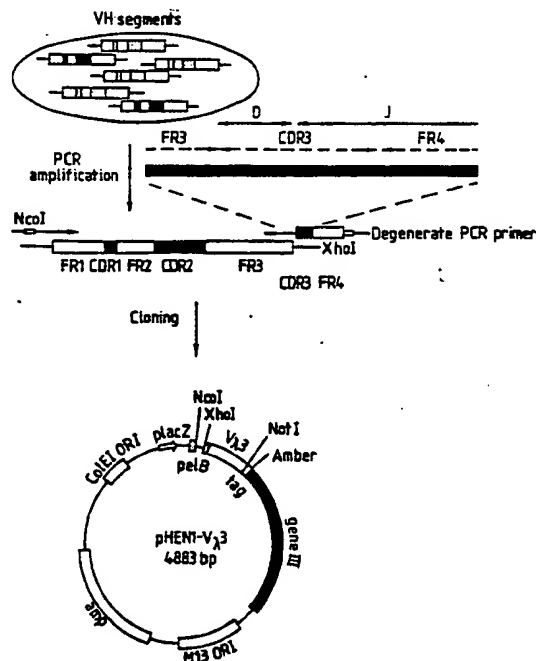 VH segments
D
J
FR3
CDR3
FR4
PCR
amplification
NcoI
Degenerate PCR primer
XhoI
FR1 CDR1 FR2 CDR2 FR3
CDR3 FR4
Cloning
NcoI
XhoI
placZ
Vλ3
NotI
Amber
ColEI ORI
pelB
tag
pHEN1-Vλ3
4883 bp
gene III
amp
M13 ORI